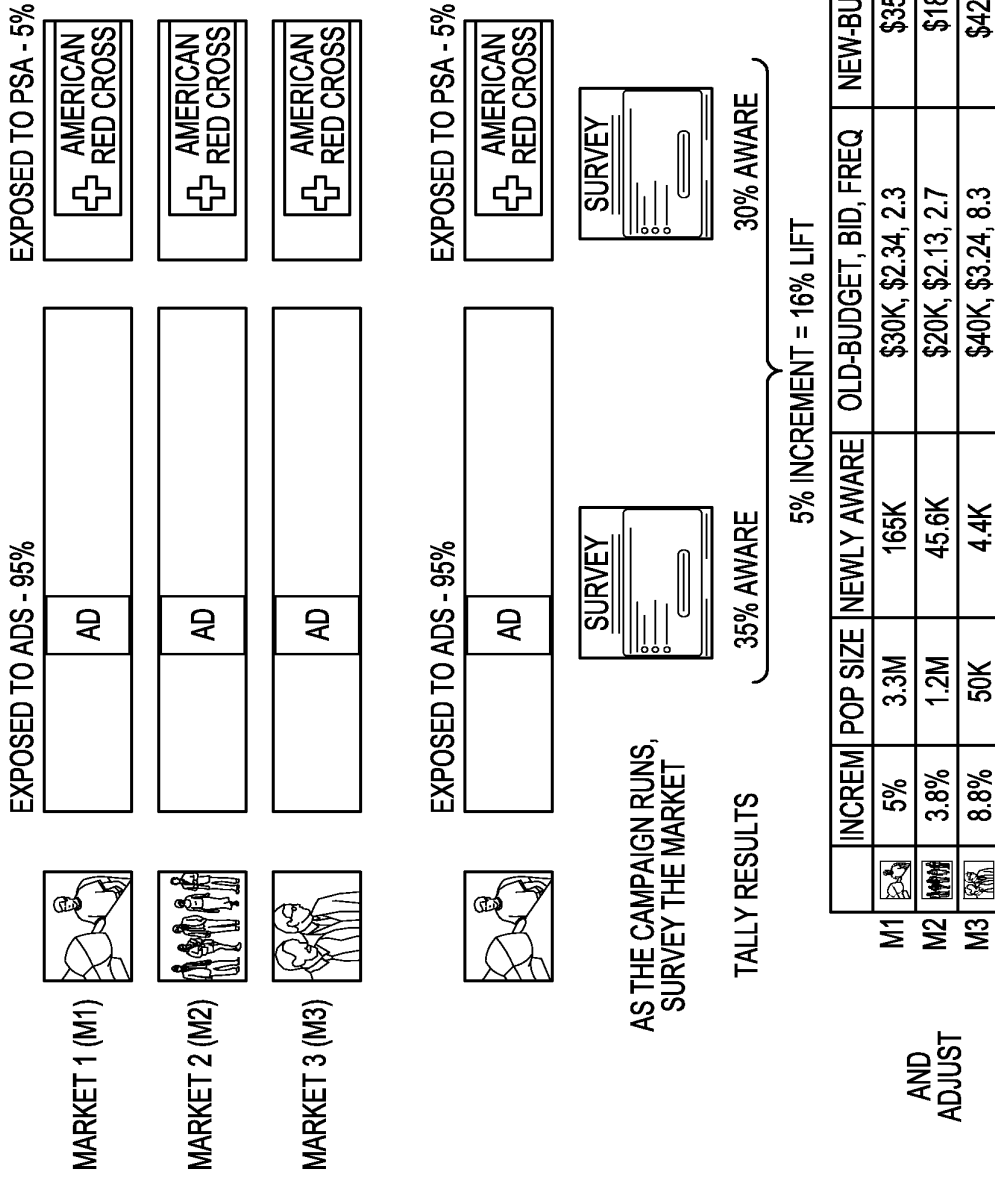 EXPOSED TO ADS - 95%
EXPOSED TO PSA - 5%
MARKET 1 (M1)
AD
AMERICAN
RED CROSS
MARKET 2 (M2)
AD
AMERICAN
RED CROSS
MARKET 3 (M3)
AD
AMERICAN
RED CROSS
EXPOSED TO ADS - 95%
EXPOSED TO PSA - 5%
AD
AMERICAN
RED CROSS
AS THE CAMPAIGN RUNS,
SURVEY THE MARKET
SURVEY
SURVEY
TALLY RESULTS
35% AWARE
30% AWARE
5% INCREMENT = 16% LIFT
AND
ADJUST
INCREM POP SIZE NEWLY AWARE OLD-BUDGET, BID, FREQ NEW-BU
M1 5% 3.3M 165K $30K, $2.34, 2.3 $35
M2 3.8% 1.2M 45.6K $20K, $2.13, 2.7 $18
M3 8.8% 50K 4.4K $40K, $3.24, 8.3 $42